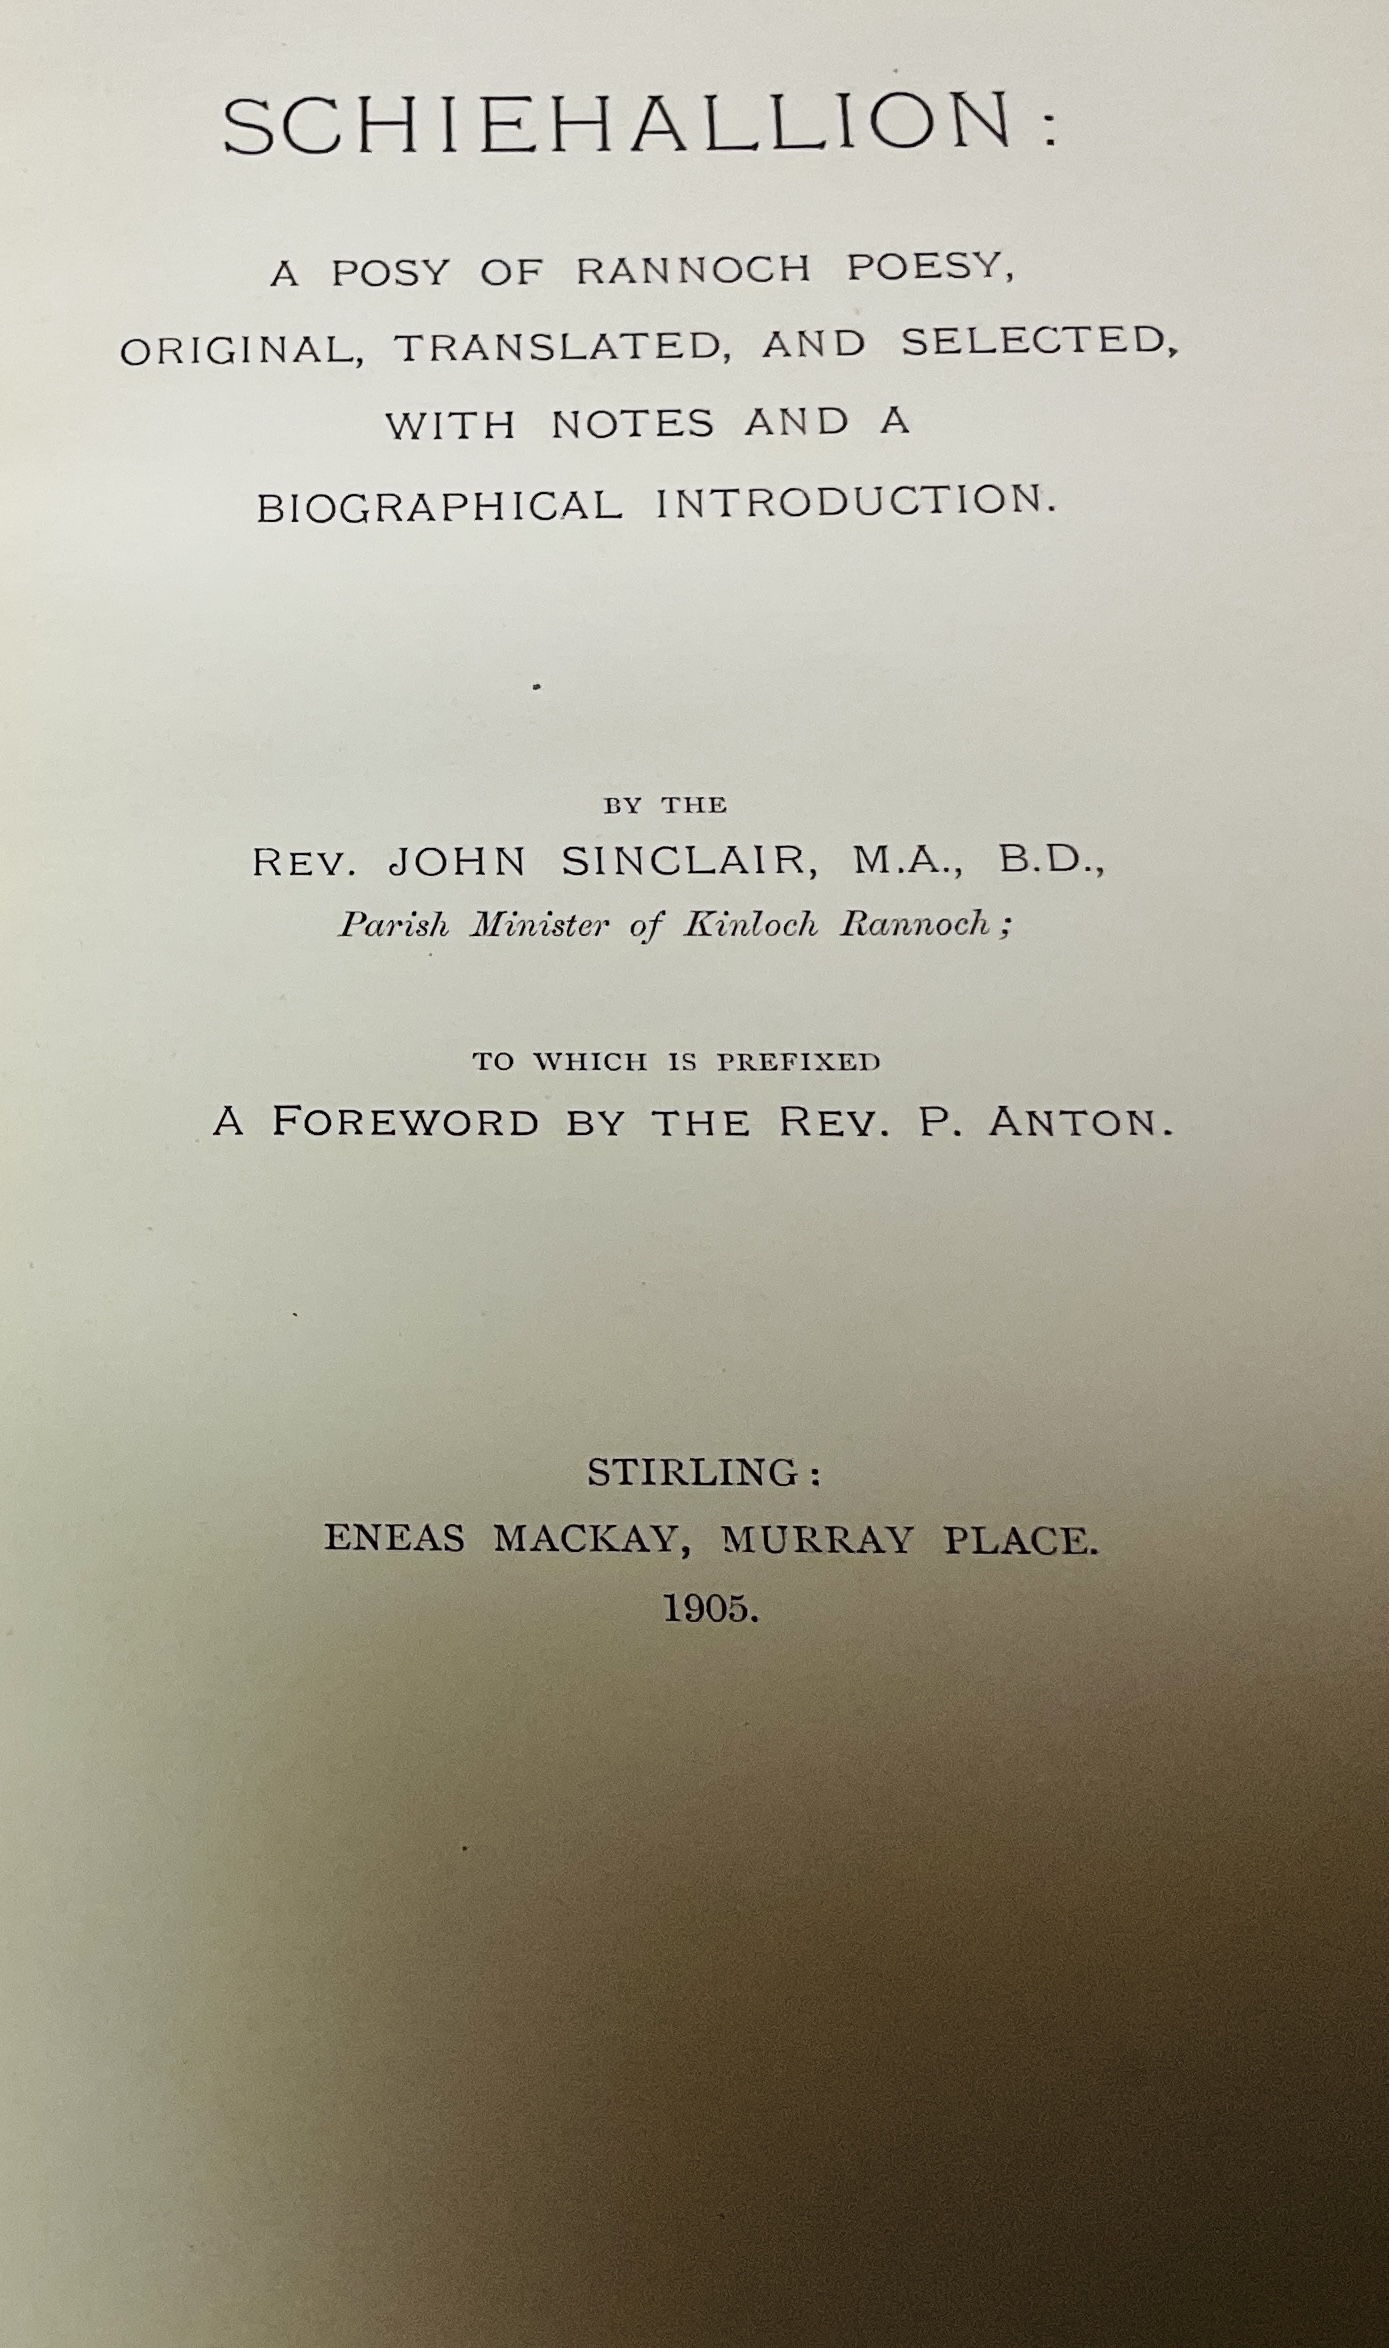 SCHIEHALLION:
A POSY OF RANNOCH POESY,
ORIGINAL, TRANSLATED, AND SELECTED,
WITH NOTES AND A
BIOGRAPHICAL INTRODUCTION.
BY THE
REV. JOHN SINCLAIR, M.A., B.D.,
Parish Minister of Kinloch Rannoch;
TO WHICH IS PREFIXED
A FOREWORD BY THE REV. P. ANTON.
STIRLING:
ENEAS MACKAY, MURRAY PLACE.
1905.